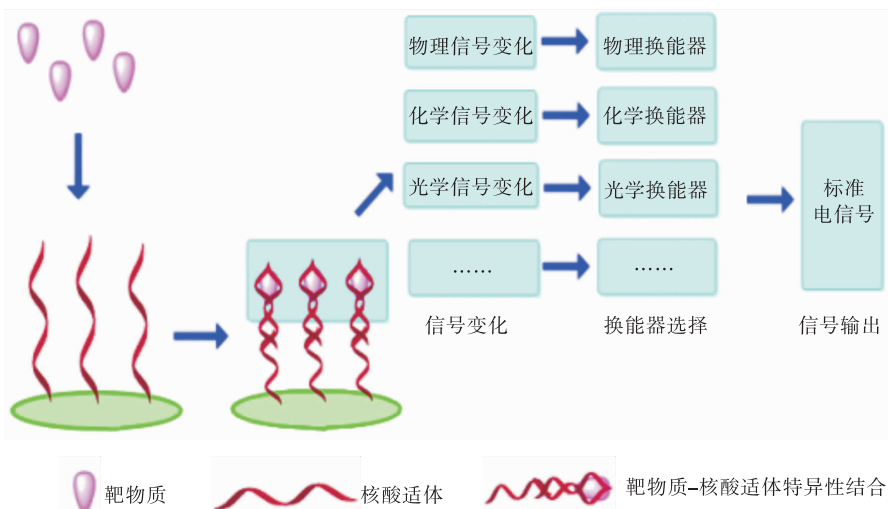 物理信号变化
物理换能器
化学信号变化
化学换能器
光学信号变化
光学换能器
标准
电信号
……
……
信号变化
换能器选择
信号输出
靶物质
核酸适体
靶物质–核酸适体特异性结合